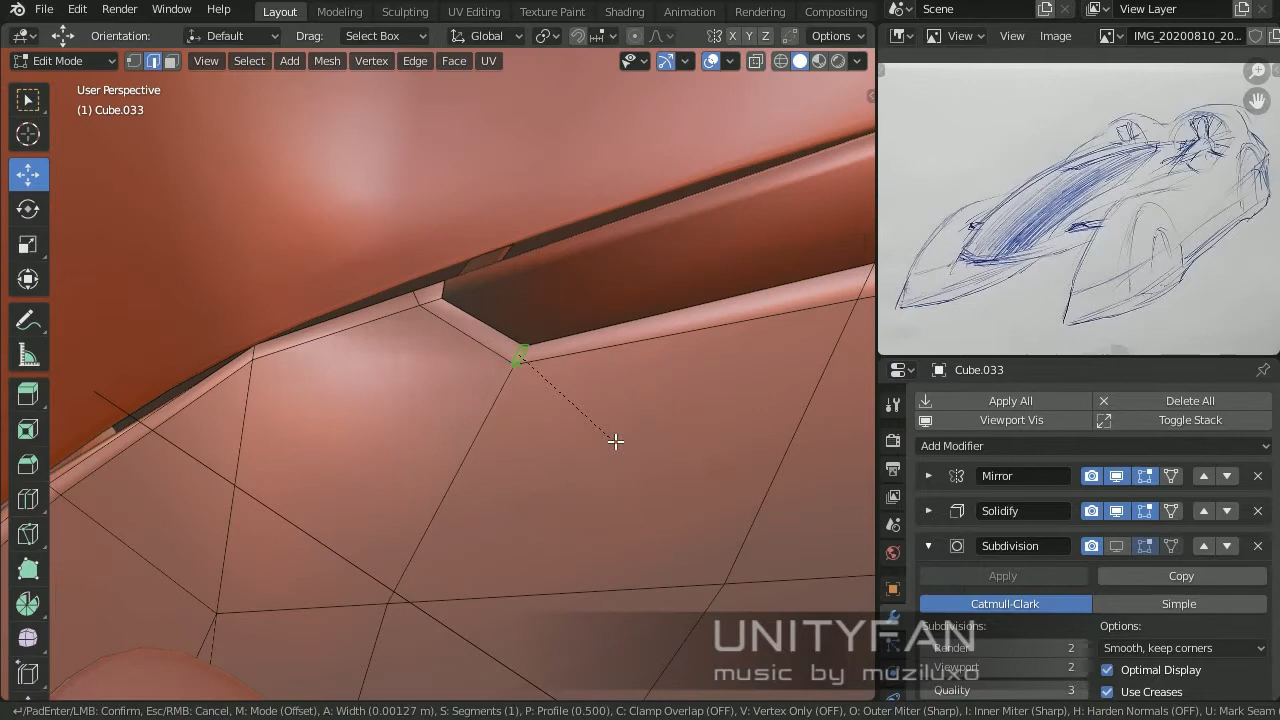 File Edit Render Window Help Layout Modeling Sculpting UV Editing Texture Paint Shading Animation Rendering Compositing Scene View Layer
Orientation: Default Drag: Select Box Global X Y Z Options View View Image IMG_20200810_20...
Edit Mode View Select Add Mesh Vertex Edge Face UV
User Perspective
(1) Cube.033
Cube.033
Apply All Delete All
Viewport Vis Toggle Stack
Add Modifier
Mirror
Solidify
Subdivision
Apply Copy
Catmull-Clark Simple
Subdivisions: Options:
Render 2 Smooth, keep corners
Viewport 2 Optimal Display
Quality 3 Use Creases
UNITYFAN
music by muziluxo
/PadEnter/LMB: Confirm, Esc/RMB: Cancel, M: Mode (Offset), A: Width (0.00127 m), S: Segments (1), P: Profile (0.500), C: Clamp Overlap (OFF), V: Vertex Only (OFF), O: Outer Miter (Sharp), I: Inner Miter (Sharp), H: Harden Normals (OFF), U: Mark Seam